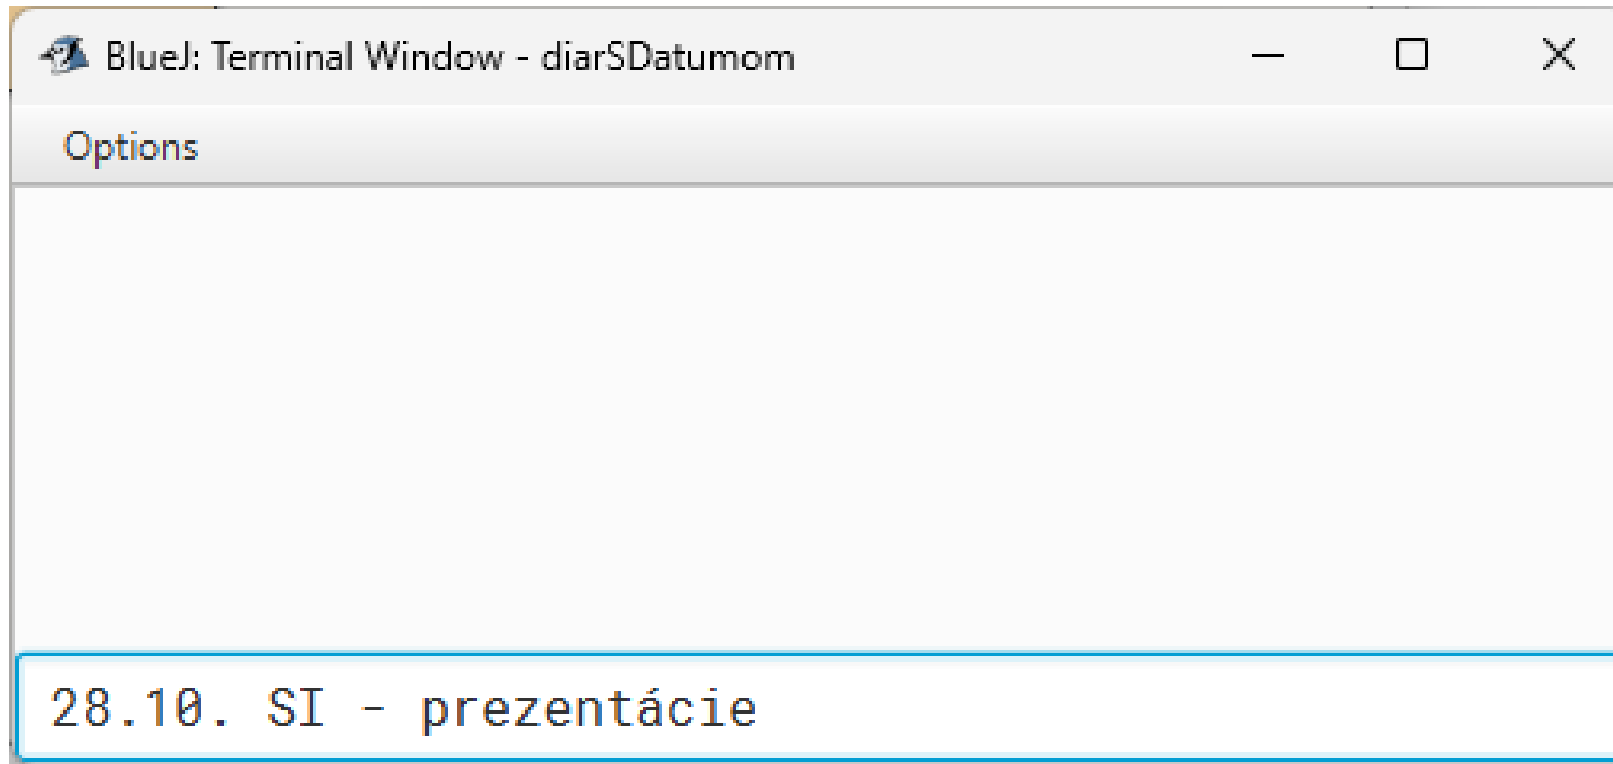 BlueJ: Terminal Window - diarSDatumom
Options
28.10. SI - prezentácie